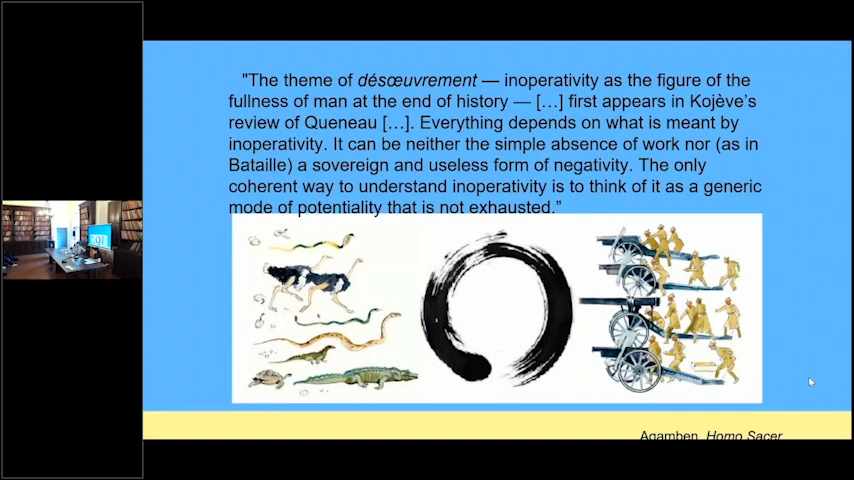 "The theme of désœuvrement — inoperativity as the figure of the
fullness of man at the end of history — […] first appears in Kojève’s
review of Queneau […]. Everything depends on what is meant by
inoperativity. It can be neither the simple absence of work nor (as in
Bataille) a sovereign and useless form of negativity. The only
coherent way to understand inoperativity is to think of it as a generic
mode of potentiality that is not exhausted.”
Agamben, Homo Sacer